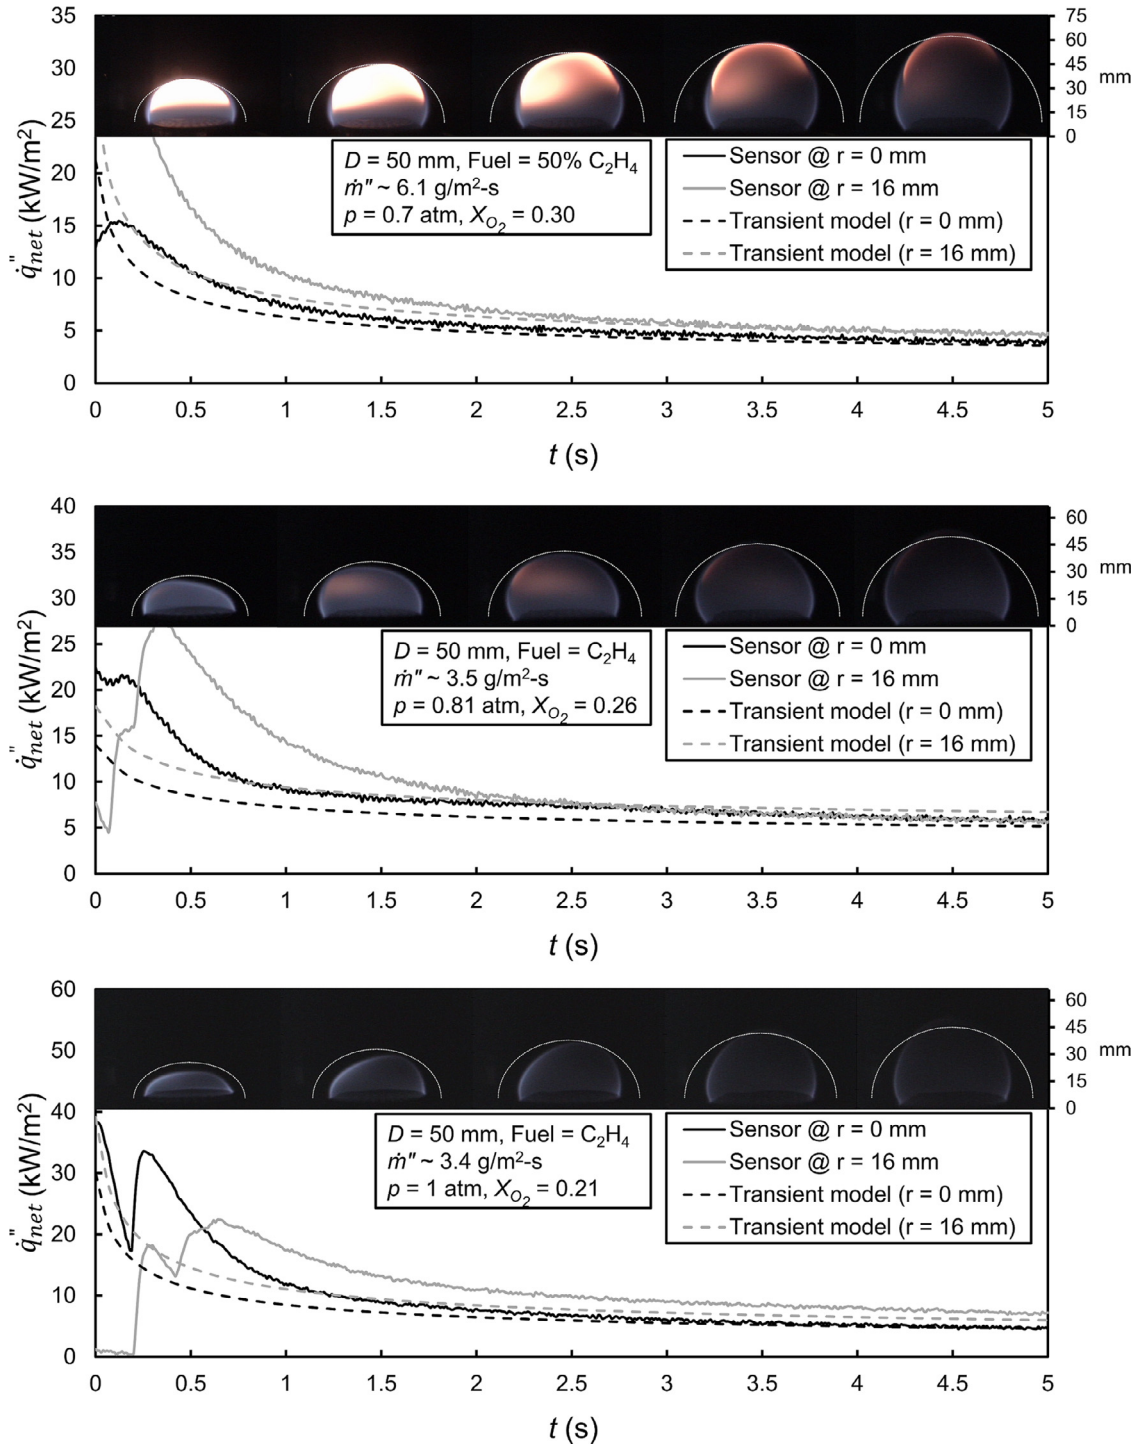 35
30
25
20
15
10
5
0
q̇''net (kW/m²)
75
60
45
30
15
0
mm
D = 50 mm, Fuel = 50% C₂H₄
ṁ″ ~ 6.1 g/m²-s
p = 0.7 atm, X_O₂ = 0.30
Sensor @ r = 0 mm
Sensor @ r = 16 mm
Transient model (r = 0 mm)
Transient model (r = 16 mm)
0 0.5 1 1.5 2 2.5 3 3.5 4 4.5 5
t (s)
40
35
30
25
20
15
10
5
0
q̇''net (kW/m²)
60
45
30
15
0
mm
D = 50 mm, Fuel = C₂H₄
ṁ″ ~ 3.5 g/m²-s
p = 0.81 atm, X_O₂ = 0.26
Sensor @ r = 0 mm
Sensor @ r = 16 mm
Transient model (r = 0 mm)
Transient model (r = 16 mm)
0 0.5 1 1.5 2 2.5 3 3.5 4 4.5 5
t (s)
60
50
40
30
20
10
0
q̇''net (kW/m²)
60
45
30
15
0
mm
D = 50 mm, Fuel = C₂H₄
ṁ″ ~ 3.4 g/m²-s
p = 1 atm, X_O₂ = 0.21
Sensor @ r = 0 mm
Sensor @ r = 16 mm
Transient model (r = 0 mm)
Transient model (r = 16 mm)
0 0.5 1 1.5 2 2.5 3 3.5 4 4.5 5
t (s)